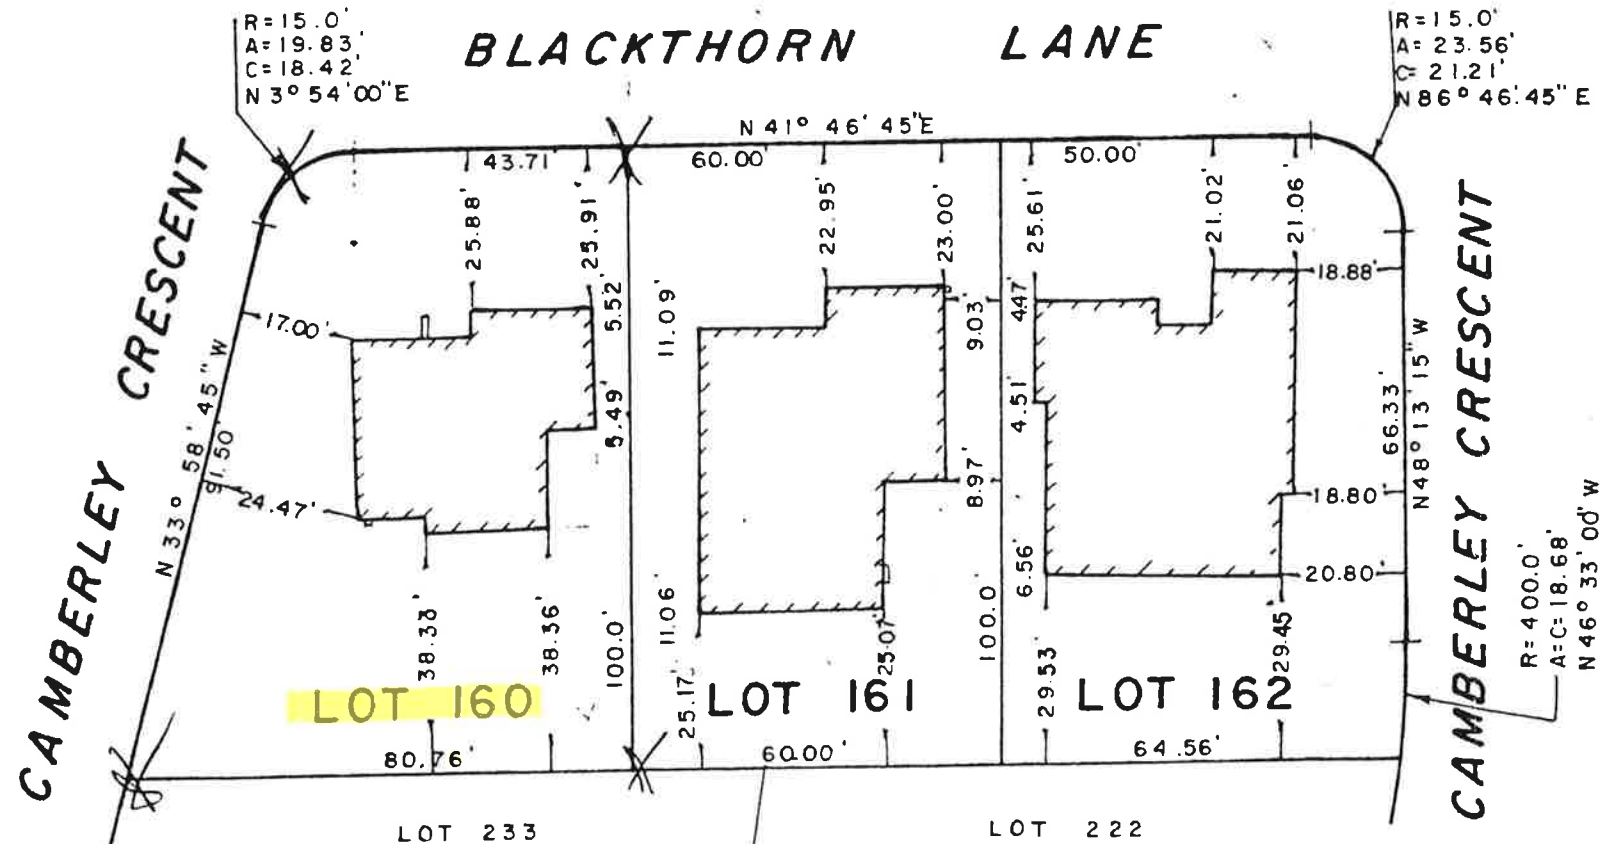 R=15.0'
A=19.83'
C=18.42'
N 3° 54'00"E
BLACKTHORN LANE
R=15.0'
A= 23.56'
C= 21.21'
N 86° 46'.45" E
N 41° 46' 45"E
43.71'
60.00'
50.00'
CAMBERLEY CRESCENT
N 33° 58' 45" W
91.50'
25.88'
25.91'
5.52'
5.49'
17.00'
24.47'
38.33'
38.36'
100.0'
LOT 160
80.76'
22.95'
23.00'
11.09'
9.03'
8.97'
11.06'
25.17'
25.07'
100.0
LOT 161
60.00'
25.61'
21.02'
21.06'
4.47'
4.51'
6.56'
18.88'
18.80'
20.80'
29.53'
29.45'
LOT 162
64.56'
66.33'
N48° 13' 15" W
CAMBERLEY CRESCENT
R= 400.0'
A=C=18.68'
N 46° 33' 00" W
LOT 233
LOT 222